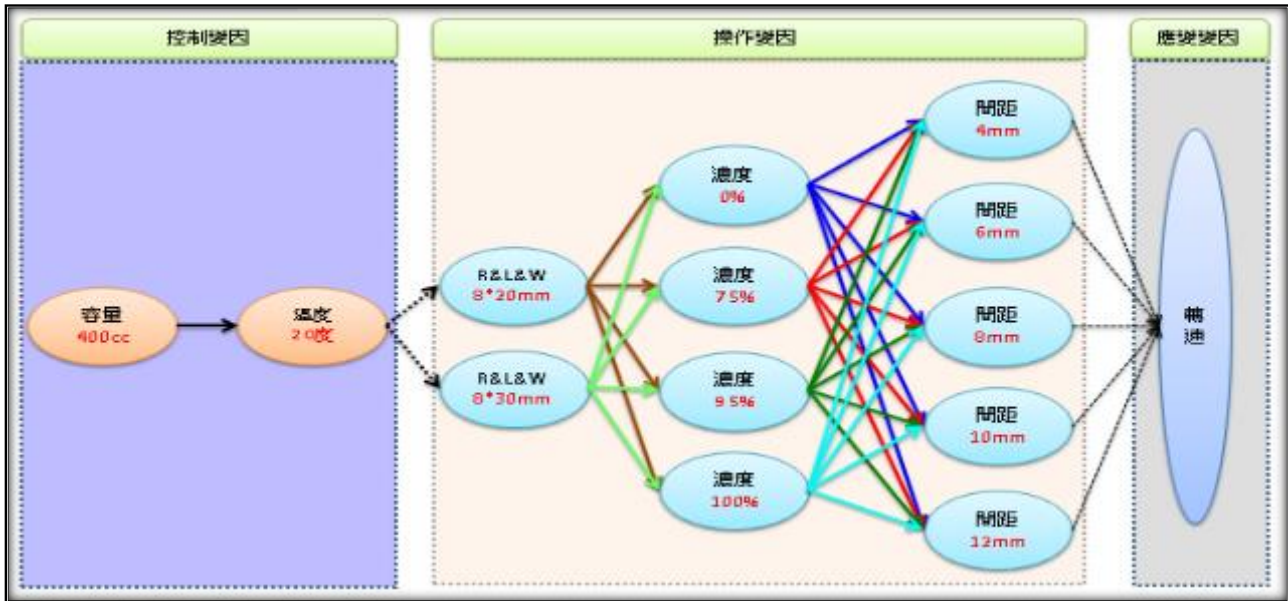 控制變因
操作變因
應變變因
容量
400cc
溫度
20度
R&L&W
8*20mm
R&L&W
8*30mm
濃度
0%
濃度
75%
濃度
95%
濃度
100%
間距
4mm
間距
6mm
間距
8mm
間距
10mm
間距
12mm
轉
速